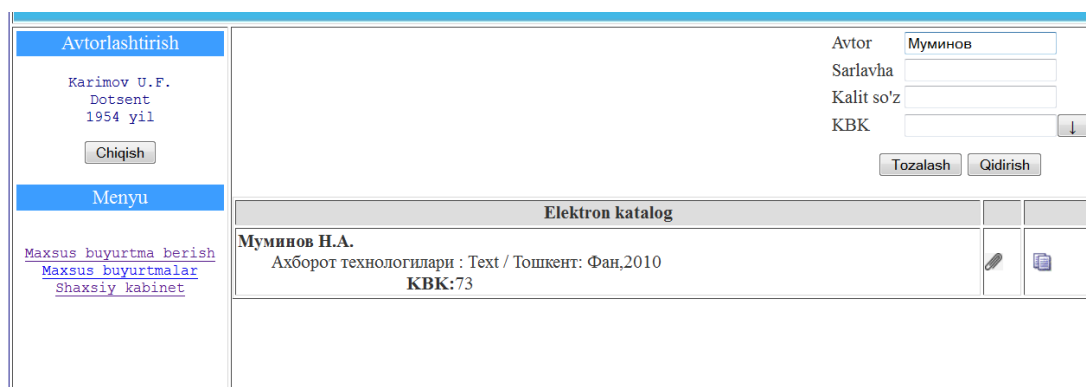 Avtorlashtirish
Karimov U.F.
Dotsent
1954 yil
Chiqish
Menyu
Maxsus buyurtma berish
Maxsus buyurtmalar
Shaxsiy kabinet
Avtor Муминов
Sarlavha
Kalit so'z
KBK ↓
Tozalash Qidirish
Elektron katalog
Муминов Н.А.
Ахборот технологилари : Text / Тошкент: Фан,2010
KBK:73